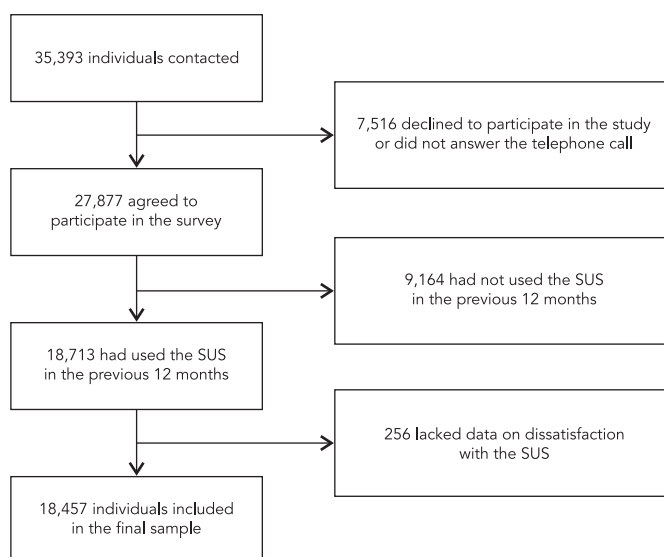 35,393 individuals contacted
7,516 declined to participate in the study
or did not answer the telephone call
27,877 agreed to
participate in the survey
9,164 had not used the SUS
in the previous 12 months
18,713 had used the SUS
in the previous 12 months
256 lacked data on dissatisfaction
with the SUS
18,457 individuals included
in the final sample